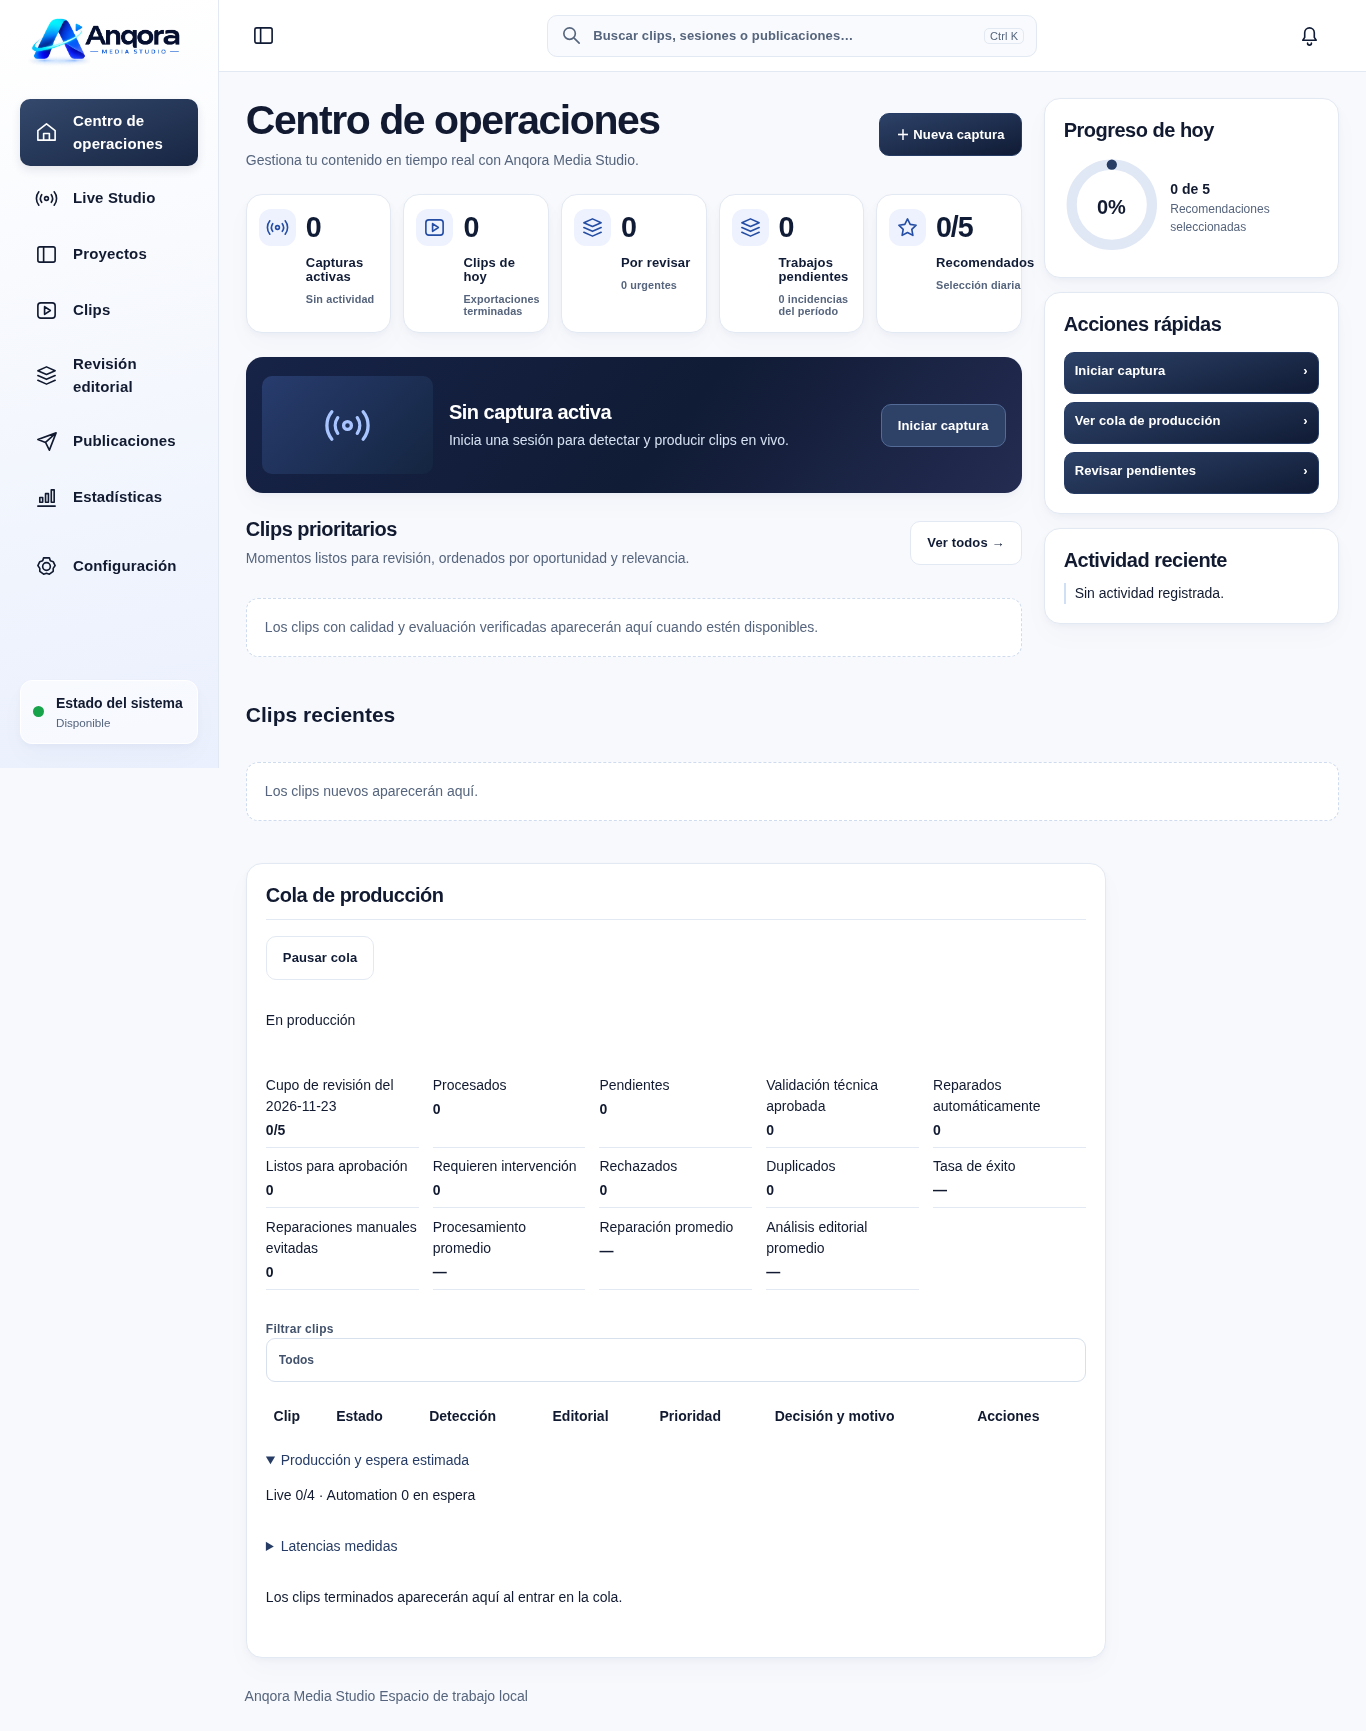 Anqora
MEDIA STUDIO
Centro de
operaciones
Live Studio
Proyectos
Clips
Revisión
editorial
Publicaciones
Estadísticas
Configuración
Estado del sistema
Disponible
Buscar clips, sesiones o publicaciones…
Ctrl K
Centro de operaciones
Gestiona tu contenido en tiempo real con Anqora Media Studio.
+ Nueva captura
0
Capturas
activas
Sin actividad
0
Clips de
hoy
Exportaciones
terminadas
0
Por revisar
0 urgentes
0
Trabajos
pendientes
0 incidencias
del período
0/5
Recomendados
Selección diaria
Sin captura activa
Inicia una sesión para detectar y producir clips en vivo.
Iniciar captura
Clips prioritarios
Momentos listos para revisión, ordenados por oportunidad y relevancia.
Ver todos →
Los clips con calidad y evaluación verificadas aparecerán aquí cuando estén disponibles.
Progreso de hoy
0%
0 de 5
Recomendaciones
seleccionadas
Acciones rápidas
Iniciar captura ›
Ver cola de producción ›
Revisar pendientes ›
Actividad reciente
Sin actividad registrada.
Clips recientes
Los clips nuevos aparecerán aquí.
Cola de producción
Pausar cola
En producción
Cupo de revisión del
2026-11-23
0/5
Procesados
0
Pendientes
0
Validación técnica
aprobada
0
Reparados
automáticamente
0
Listos para aprobación
0
Requieren intervención
0
Rechazados
0
Duplicados
0
Tasa de éxito
—
Reparaciones manuales
evitadas
0
Procesamiento
promedio
—
Reparación promedio
—
Análisis editorial
promedio
—
Filtrar clips
Todos
Clip Estado Detección Editorial Prioridad Decisión y motivo Acciones
▼ Producción y espera estimada
Live 0/4 · Automation 0 en espera
▶ Latencias medidas
Los clips terminados aparecerán aquí al entrar en la cola.
Anqora Media Studio Espacio de trabajo local